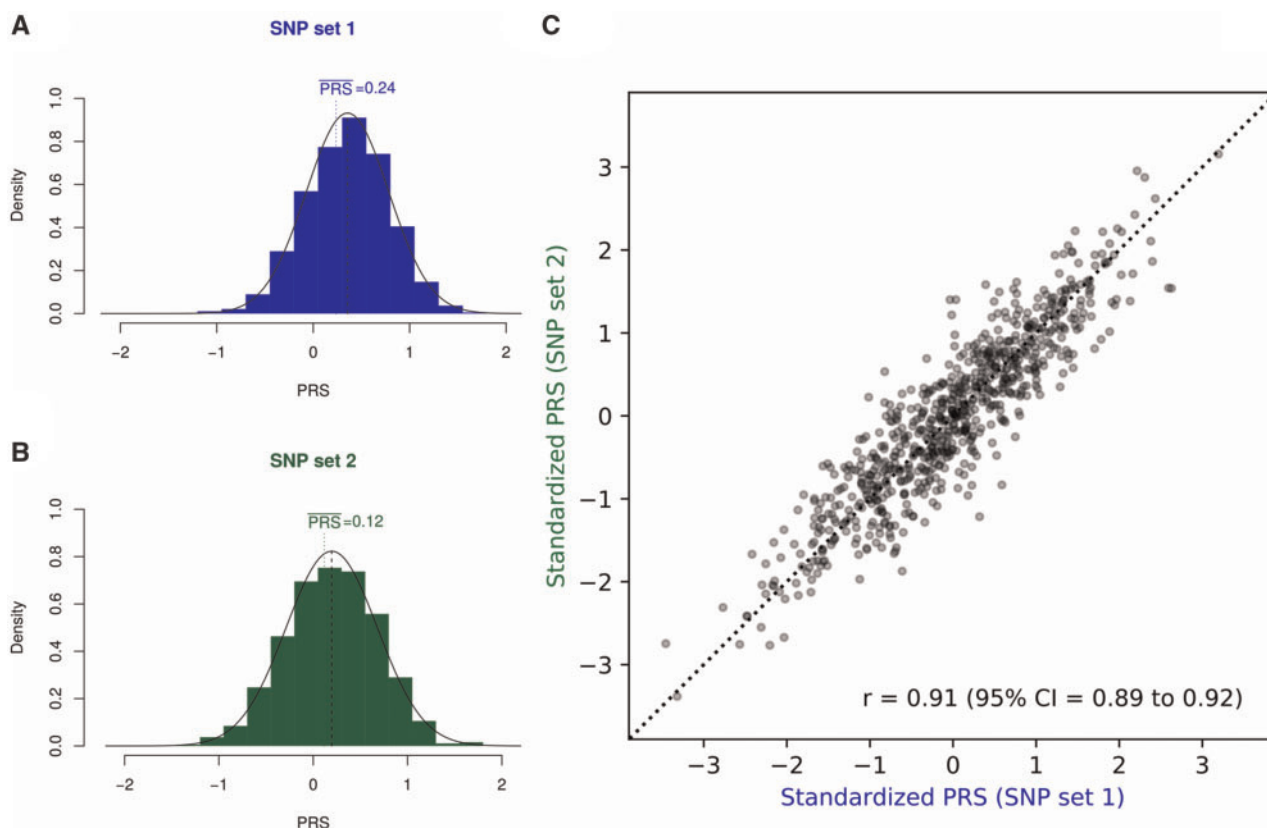 A
SNP set 1
PRS=0.24
Density
0.0 0.2 0.4 0.6 0.8 1.0
−2 −1 0 1 2
PRS
B
SNP set 2
PRS=0.12
Density
0.0 0.2 0.4 0.6 0.8 1.0
−2 −1 0 1 2
PRS
C
Standardized PRS (SNP set 2)
3
2
1
0
−1
−2
−3
r = 0.91 (95% CI = 0.89 to 0.92)
−3 −2 −1 0 1 2 3
Standardized PRS (SNP set 1)